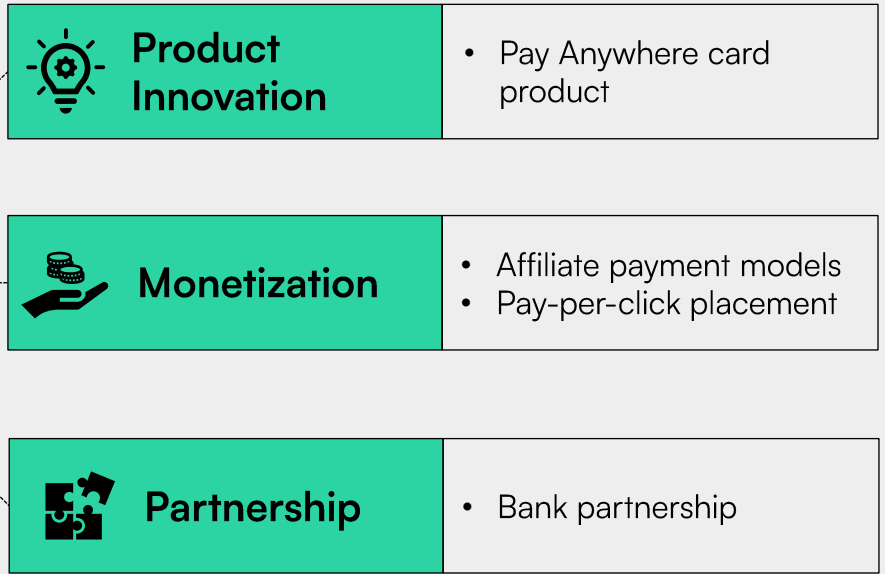 Product
Innovation
• Pay Anywhere card
product
Monetization
• Affiliate payment models
• Pay-per-click placement
Partnership
• Bank partnership